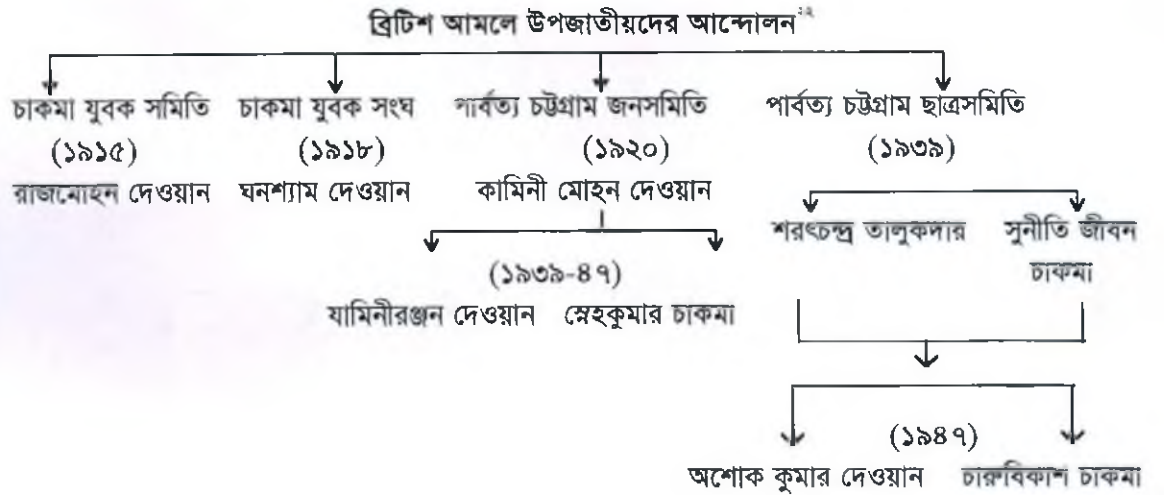 ব্রিটিশ আমলে উপজাতীয়দের আন্দোলন১২
চাকমা যুবক সমিতি চাকমা যুবক সংঘ পার্বত্য চট্টগ্রাম জনসমিতি পার্বত্য চট্টগ্রাম ছাত্রসমিতি
(১৯১৫) (১৯১৮) (১৯২০) (১৯৩৯)
রাজমোহন দেওয়ান ঘনশ্যাম দেওয়ান কামিনী মোহন দেওয়ান
শরৎচন্দ্র তালুকদার সুনীতি জীবন
চাকমা
(১৯৩৯-৪৭)
যামিনীরঞ্জন দেওয়ান স্নেহকুমার চাকমা
(১৯৪৭)
অশোক কুমার দেওয়ান চারুবিকাশ চাকমা